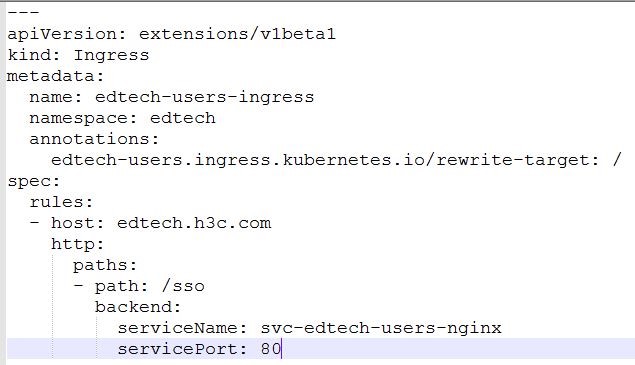 ---
apiVersion: extensions/v1beta1
kind: Ingress
metadata:
  name: edtech-users-ingress
  namespace: edtech
  annotations:
    edtech-users.ingress.kubernetes.io/rewrite-target: /
spec:
  rules:
  - host: edtech.h3c.com
    http:
      paths:
      - path: /sso
        backend:
          serviceName: svc-edtech-users-nginx
          servicePort: 80